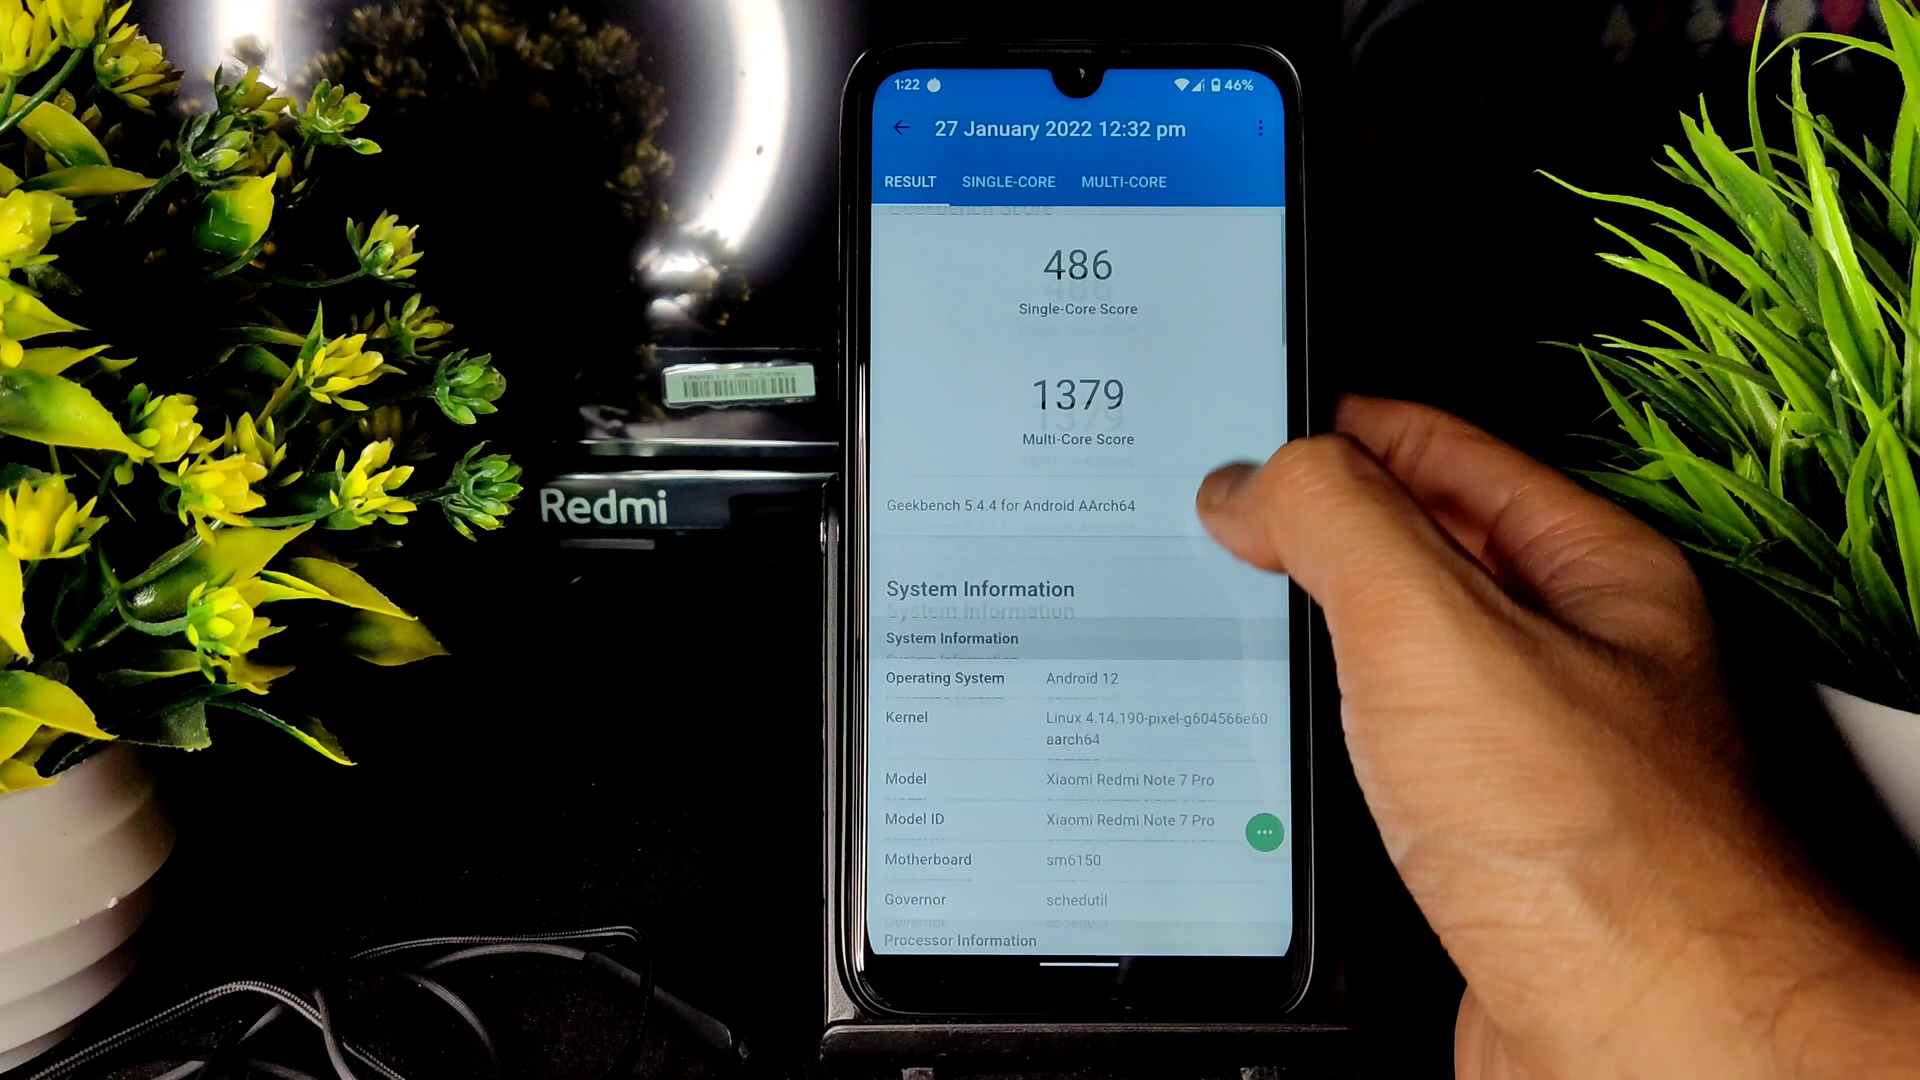 1:22
46%
27 January 2022 12:32 pm
RESULT SINGLE-CORE MULTI-CORE
Geekbench Score
486
Single-Core Score
1379
Multi-Core Score
Geekbench 5.4.4 for Android AArch64
System Information
System Information
Operating System Android 12
Kernel Linux 4.14.190-pixel-g604566e60
aarch64
Model Xiaomi Redmi Note 7 Pro
Model ID Xiaomi Redmi Note 7 Pro
Motherboard sm6150
Governor schedutil
Processor Information
Redmi